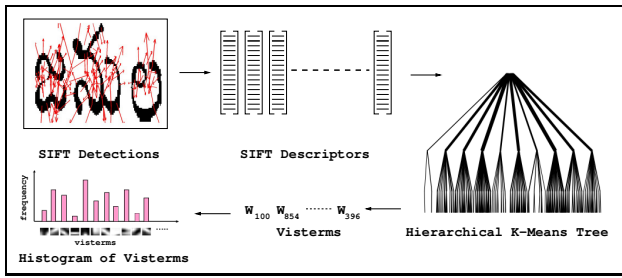 SIFT Detections
SIFT Descriptors
Hierarchical K-Means Tree
W100 W854 ...... W396
Visterms
frequency
visterms
.....
Histogram of Visterms